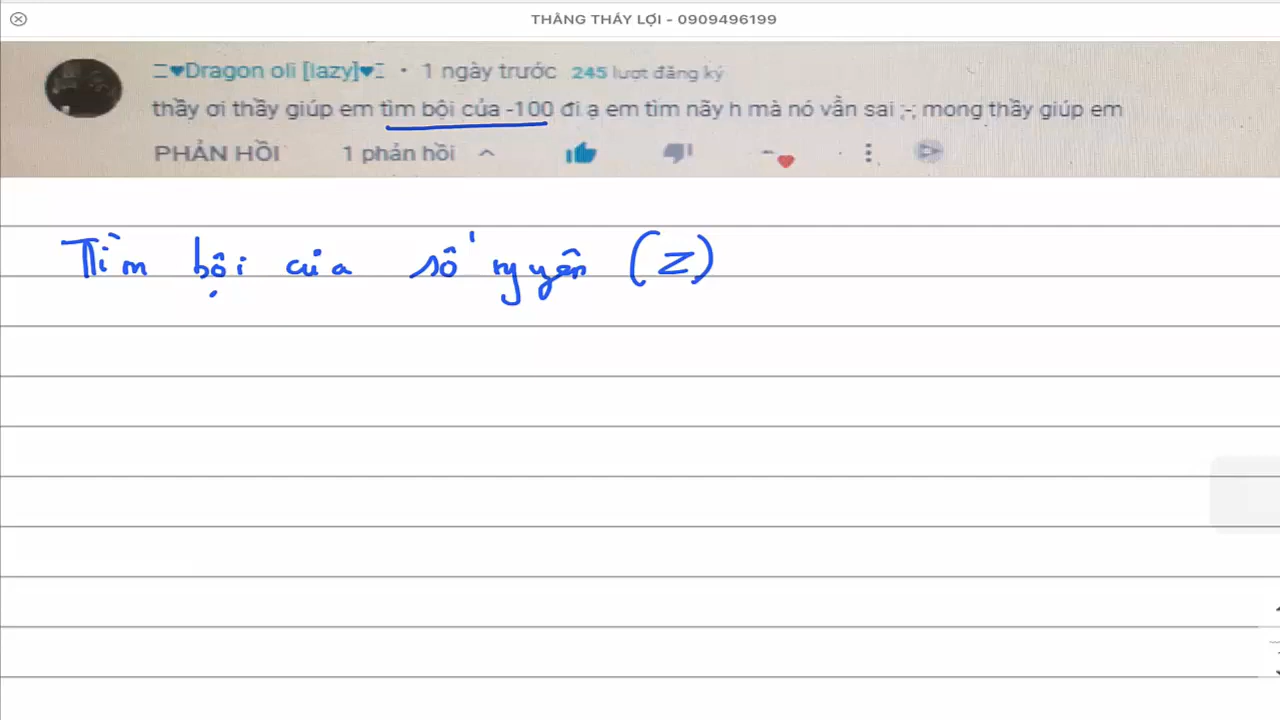 THẦNG THẦY LỢI - 0909496199
Ξ♥Dragon oli [lazy]♥Ξ • 1 ngày trước 245 lượt đăng ký
thầy ơi thầy giúp em tìm bội của -100 đi ạ em tìm nãy h mà nó vẫn sai ;-; mong thầy giúp em
PHẢN HỒI 1 phản hồi
Tìm bội của số nguyên (Z)